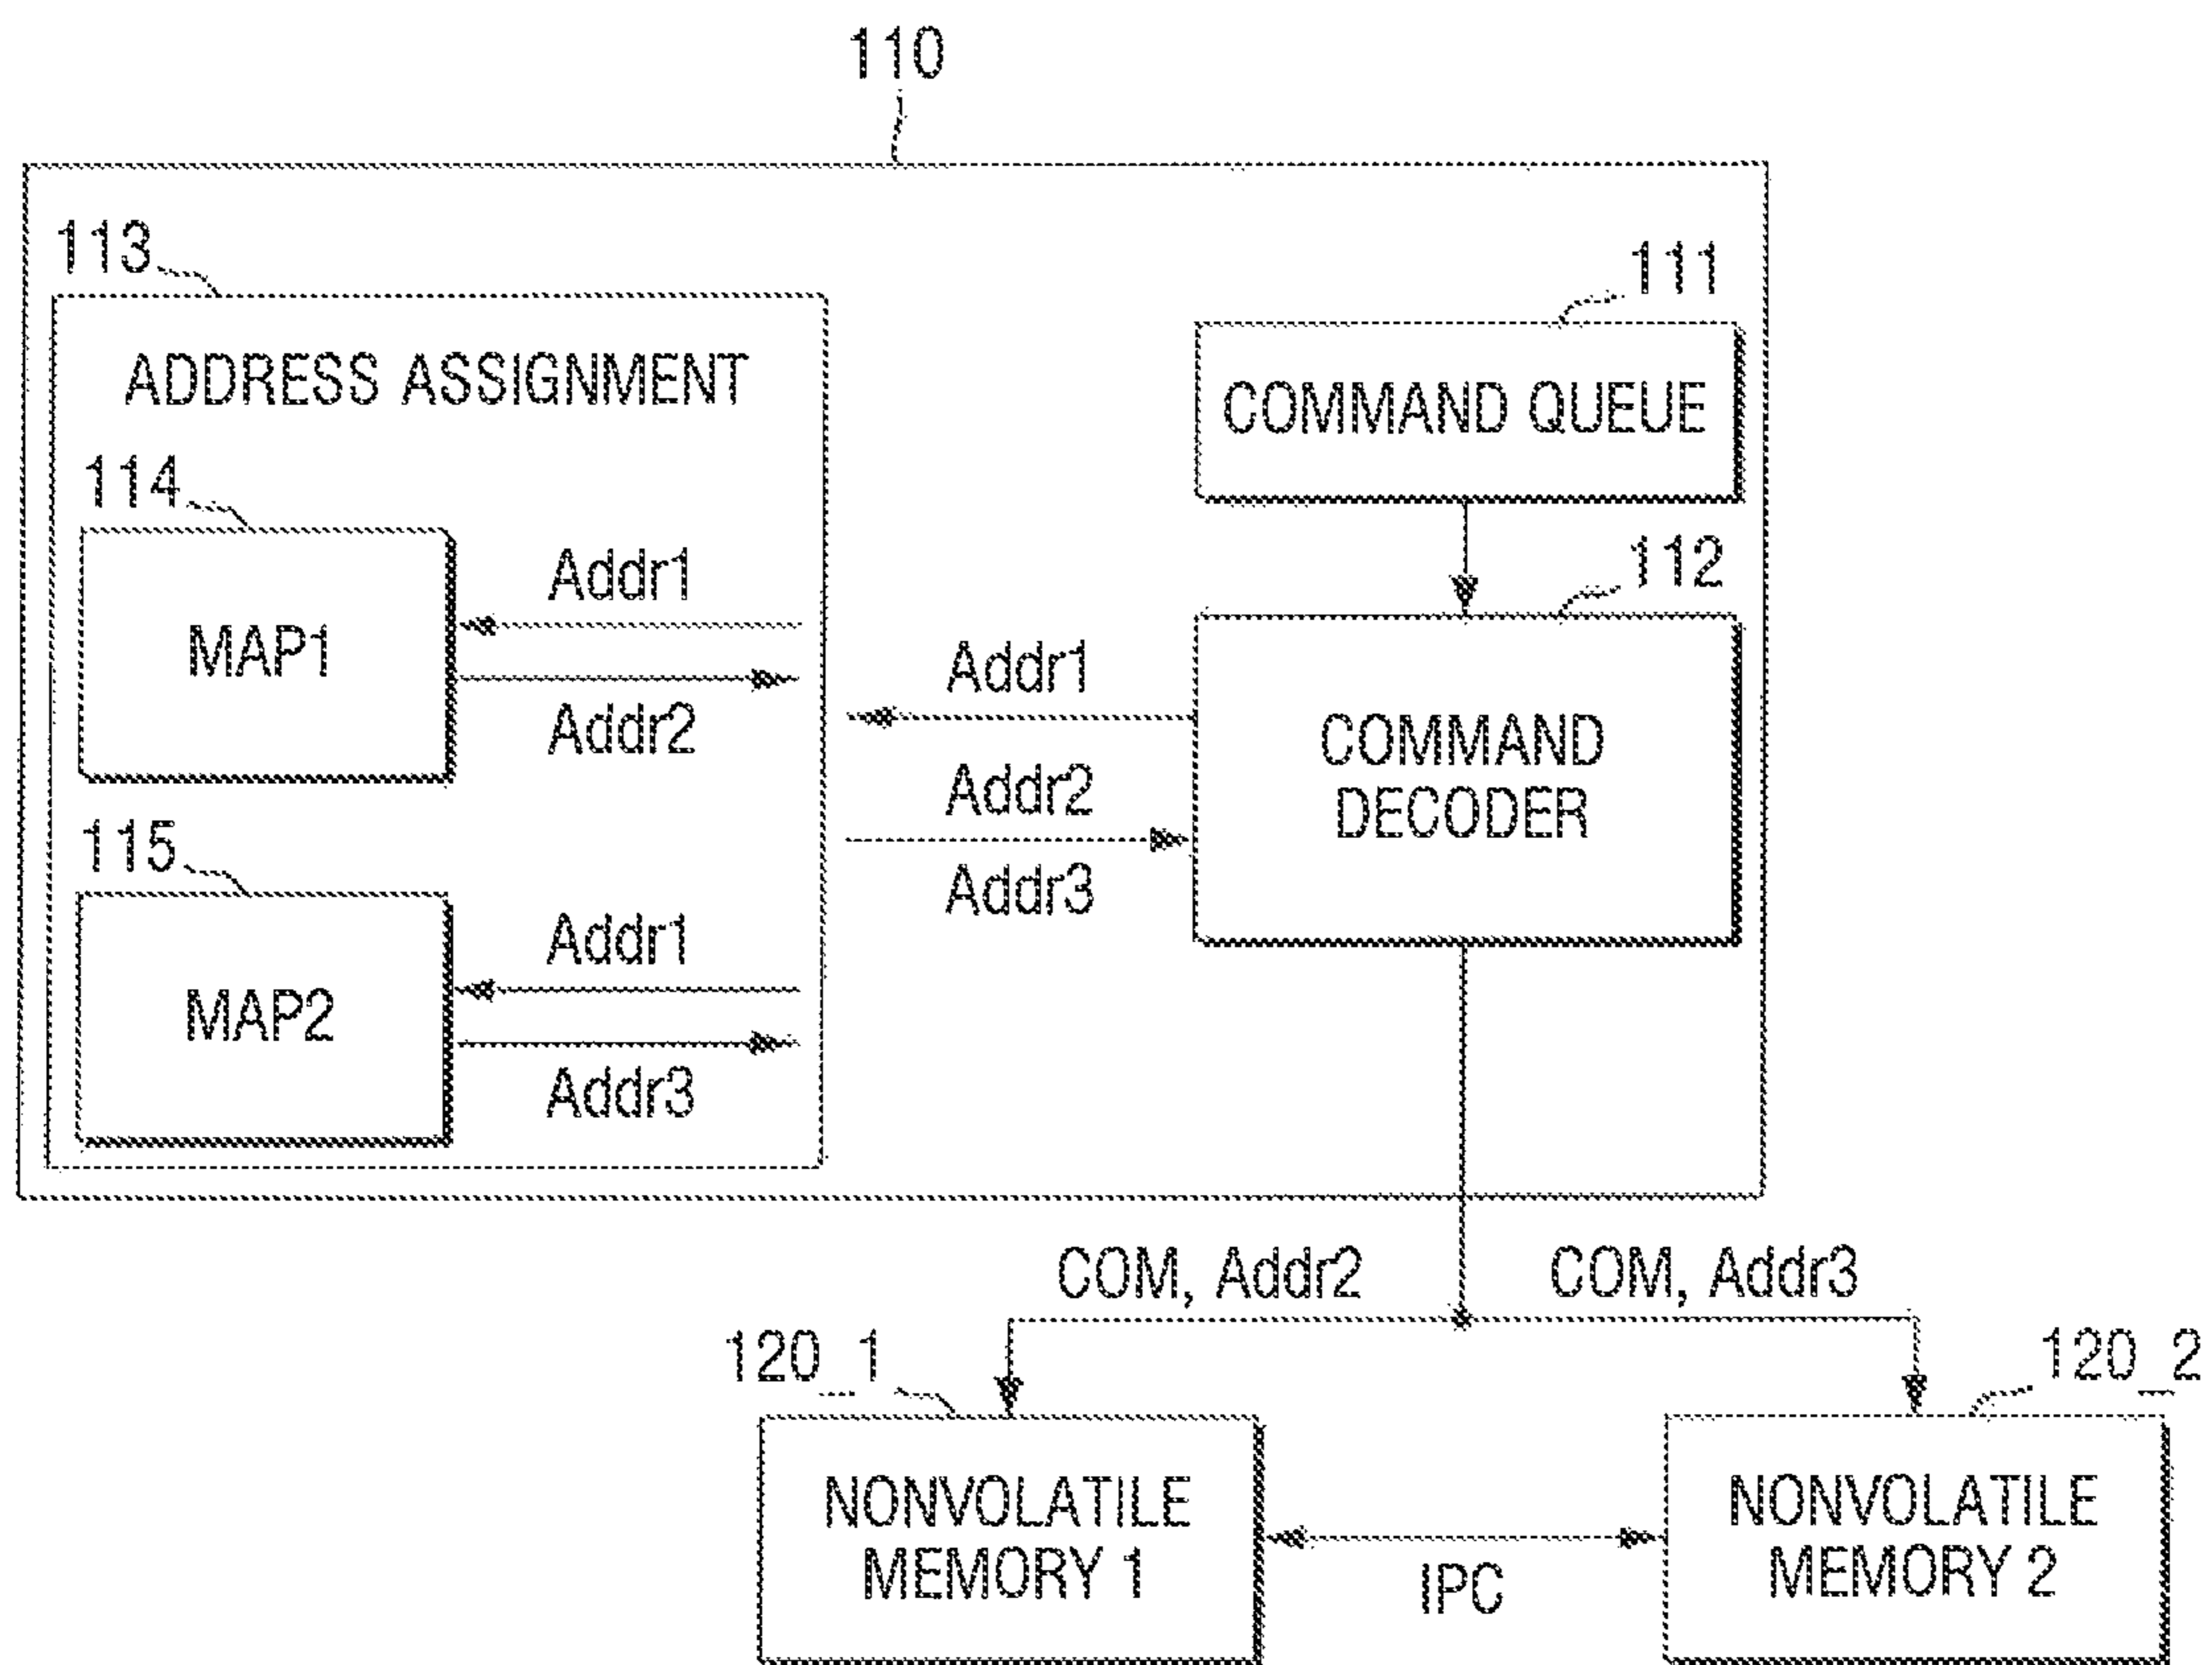 110
113
111
ADDRESS ASSIGNMENT
COMMAND QUEUE
114
112
Addr1
MAP1
Addr2
Addr1
COMMAND
DECODER
Addr2
Addr3
115
Addr1
MAP2
Addr3
COM, Addr2
COM, Addr3
120_1
120_2
NONVOLATILE
MEMORY 1
IPC
NONVOLATILE
MEMORY 2